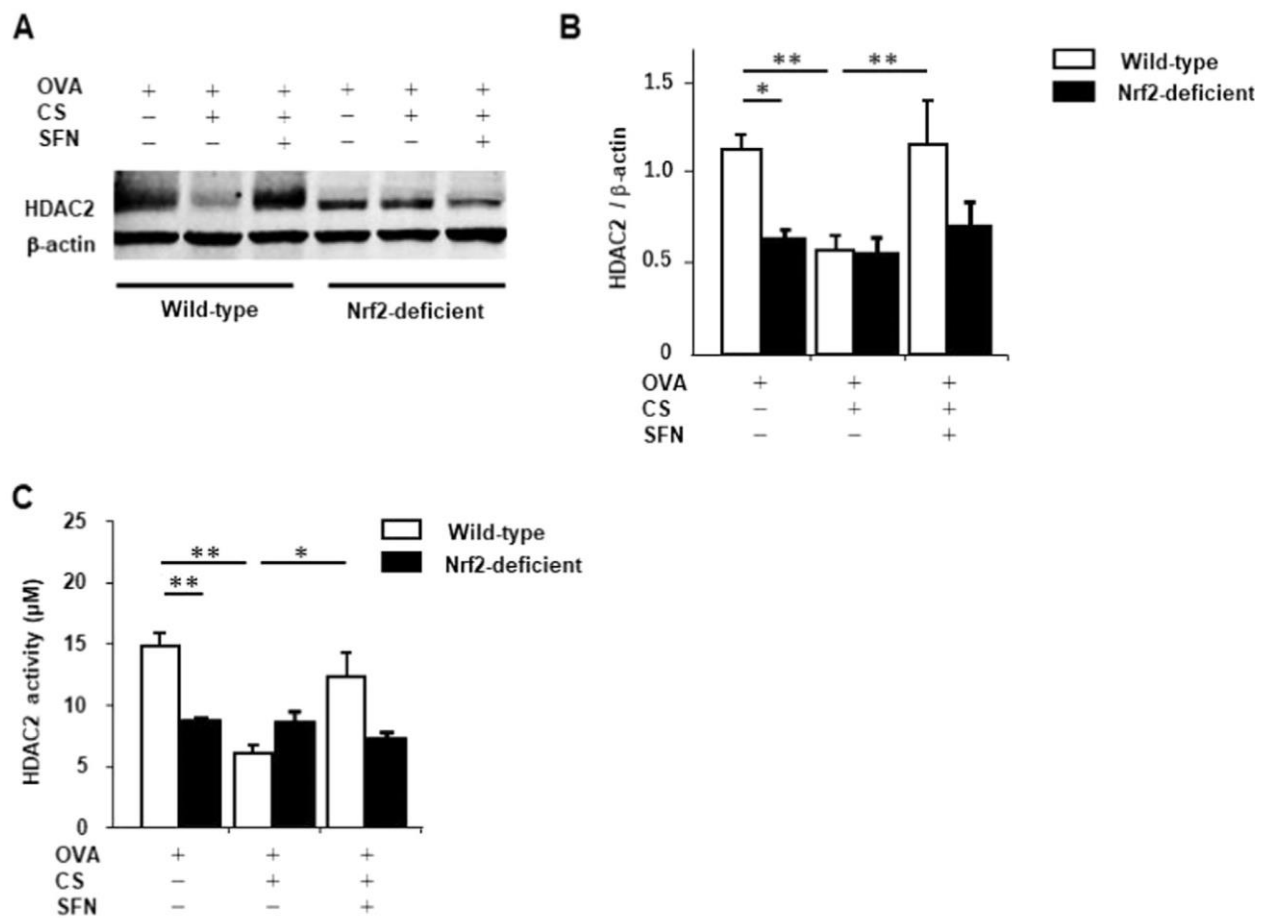 A
OVA + + + + + +
CS – + + – + +
SFN – – + – – +
HDAC2
β-actin
Wild-type Nrf2-deficient
B
Wild-type
Nrf2-deficient
** **
*
HDAC2 / β-actin
1.5
1.0
0.5
0
OVA + + +
CS – + +
SFN – – +
C
Wild-type
Nrf2-deficient
** *
**
HDAC2 activity (µM)
25
20
15
10
5
0
OVA + + +
CS – + +
SFN – – +